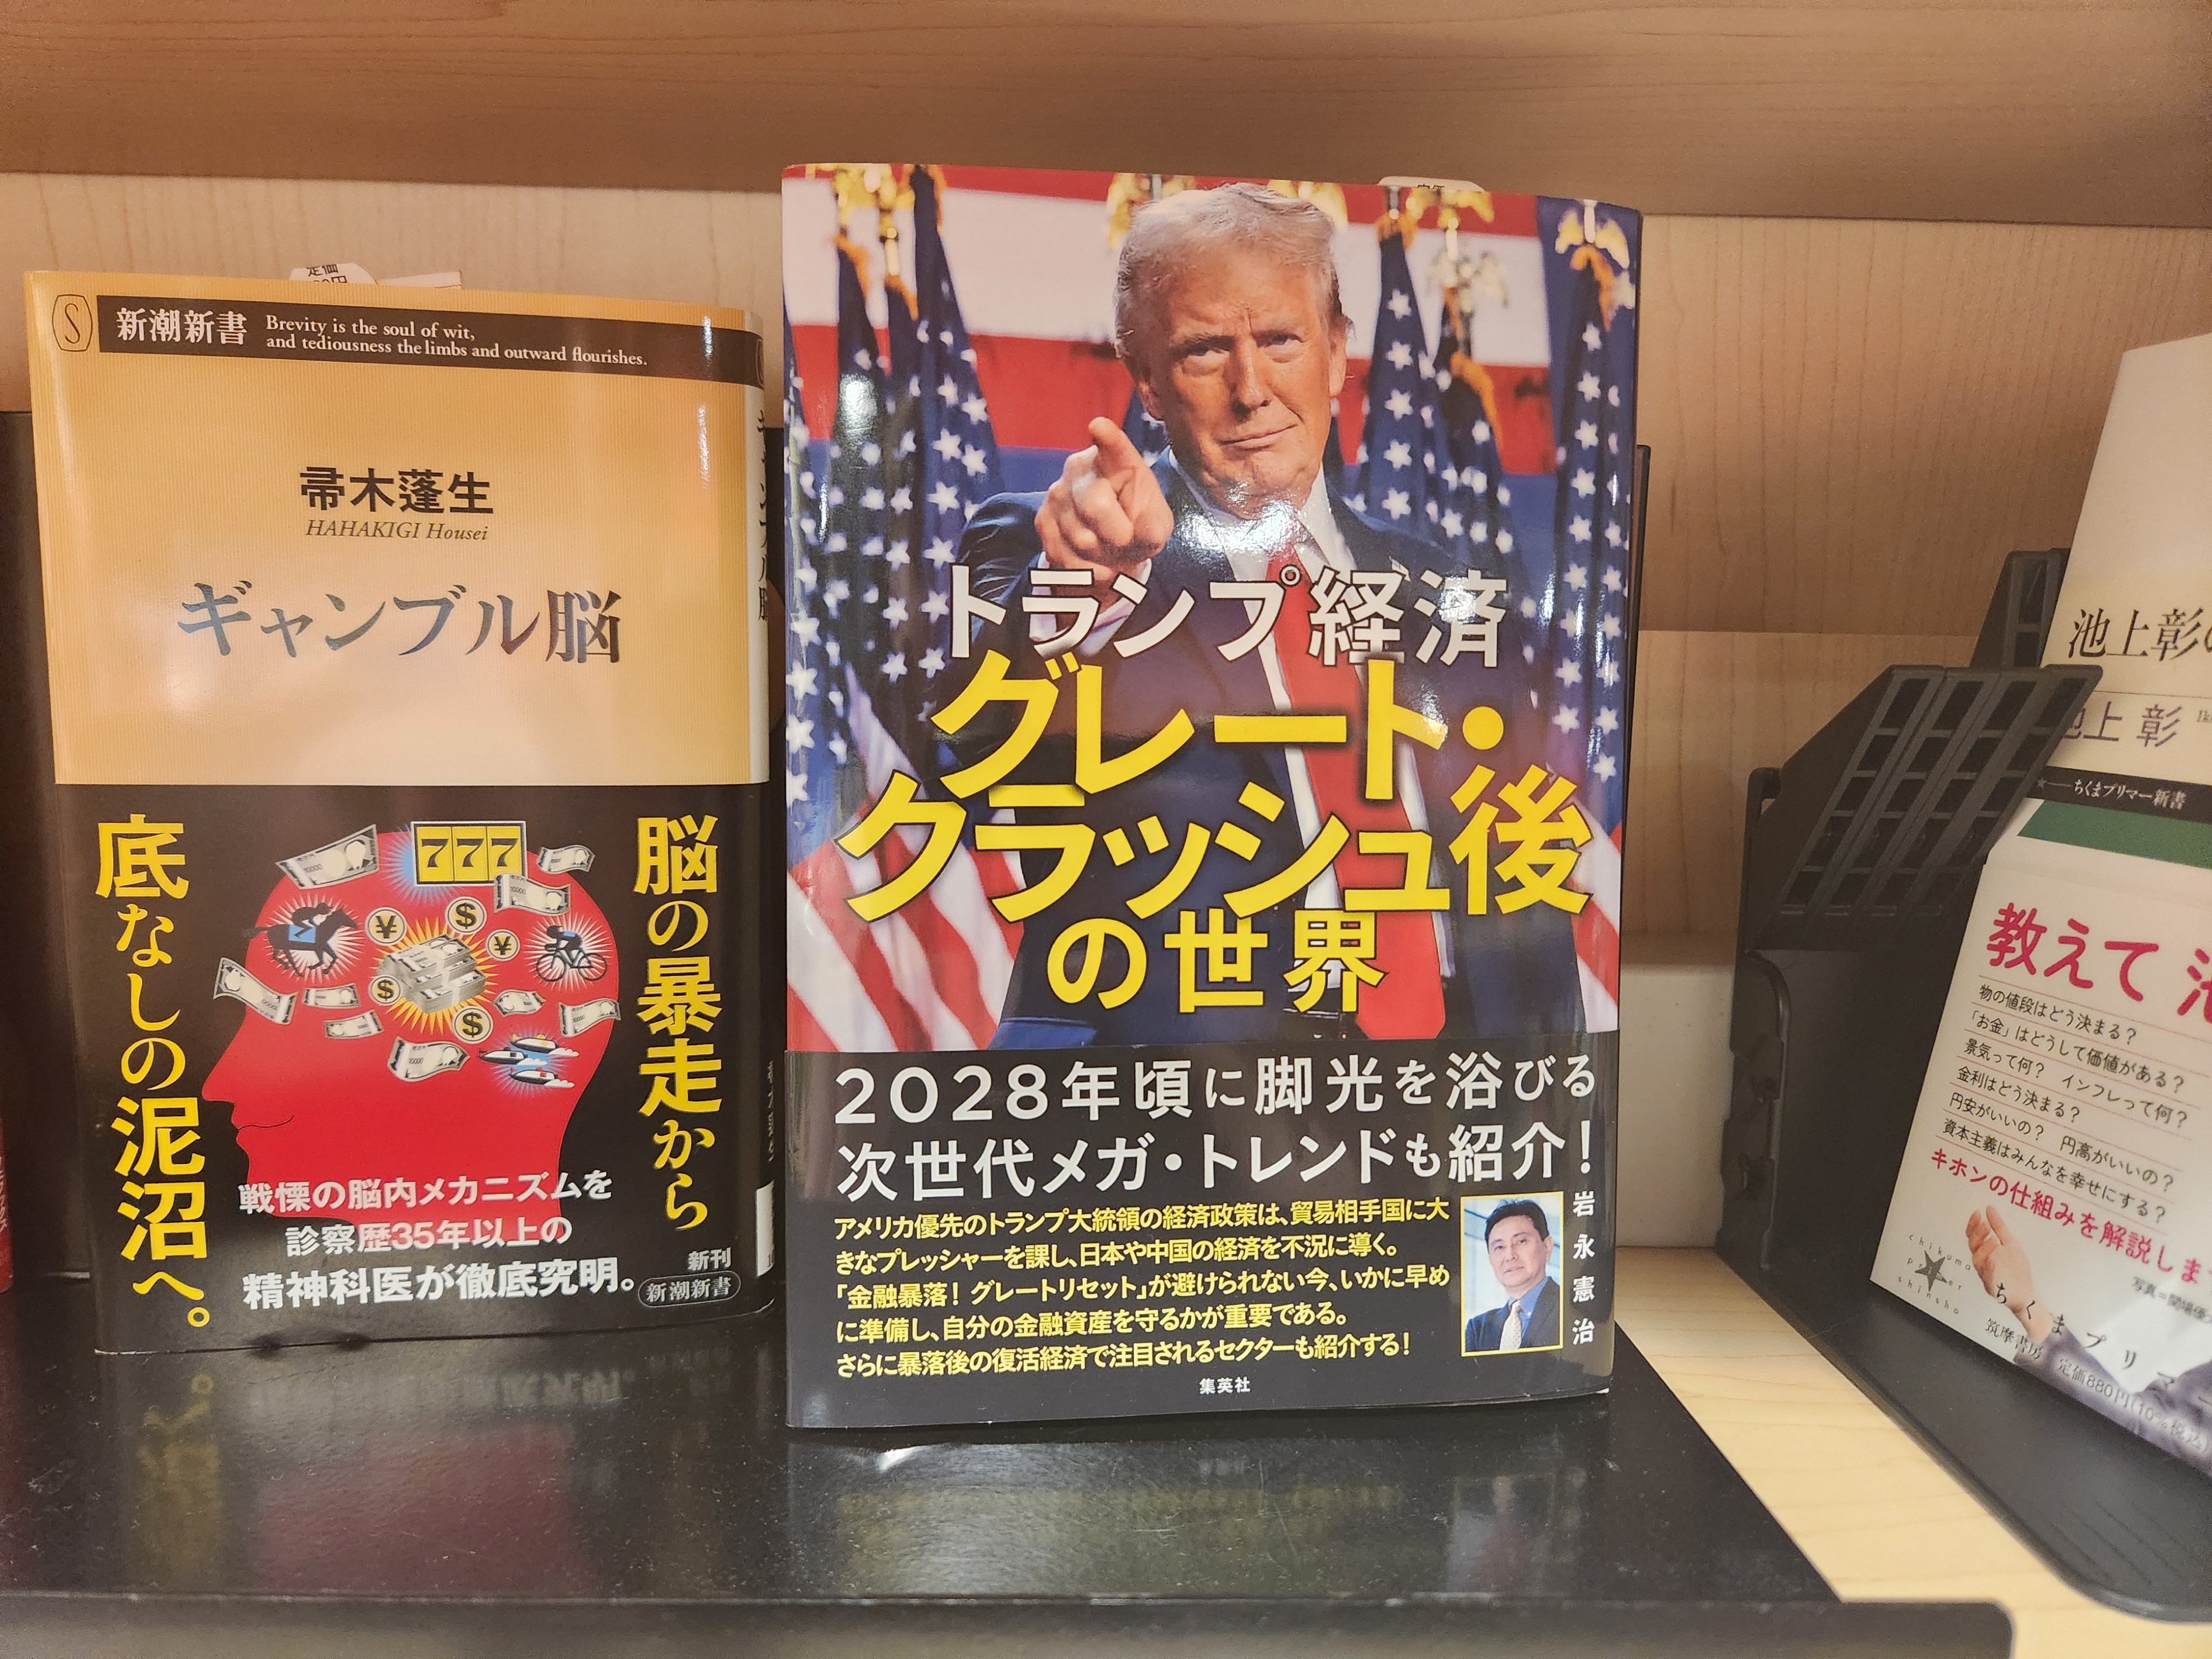 定価
新潮新書
Brevity is the soul of wit,
and tediousness the limbs and outward flourishes.
帚木蓬生
HAHAKIGI Housei
ギャンブル脳
脳の暴走から
底なしの泥沼へ。
777
戦慄の脳内メカニズムを
診察歴35年以上の
精神科医が徹底究明。
新刊
新潮新書
トランプ経済
グレート・
クラッシュ後
の世界
2028年頃に脚光を浴びる
次世代メガ・トレンドも紹介！
アメリカ優先のトランプ大統領の経済政策は、貿易相手国に大
きなプレッシャーを課し、日本や中国の経済を不況に導く。
「金融暴落！ グレートリセット」が避けられない今、いかに早め
に準備し、自分の金融資産を守るかが重要である。
さらに暴落後の復活経済で注目されるセクターも紹介する！
岩永憲治
集英社
池上彰の
池上 彰
ちくまプリマー新書
教えて
物の値段はどう決まる？
「お金」はどうして価値がある？
景気って何？ インフレって何？
金利はどう決まる？
円安がいいの？ 円高がいいの？
資本主義はみんなを幸せにする？
キホンの仕組みを解説しま
chikuma
primer
shinsho
ちくまプリマー
筑摩書房 定価880円(10%税込)